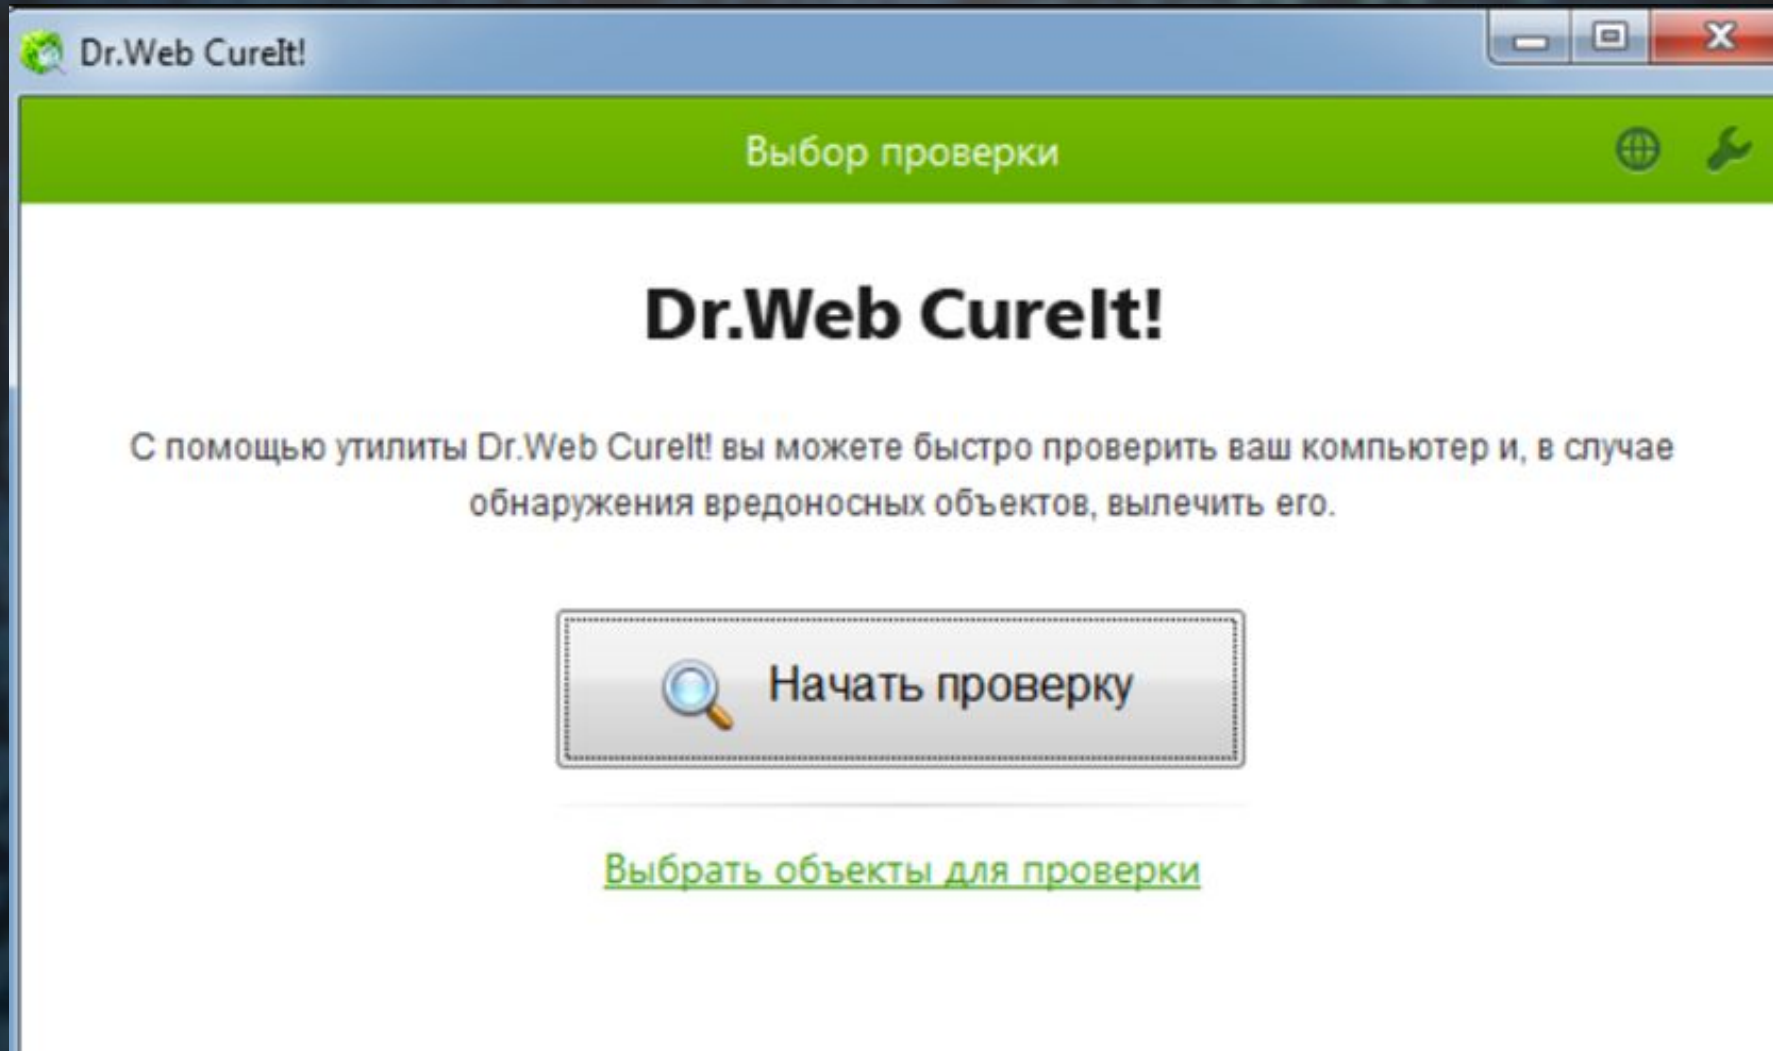 Dr.Web CureIt!
Выбор проверки
Dr.Web CureIt!
С помощью утилиты Dr.Web CureIt! вы можете быстро проверить ваш компьютер и, в случае
обнаружения вредоносных объектов, вылечить его.
Начать проверку
Выбрать объекты для проверки